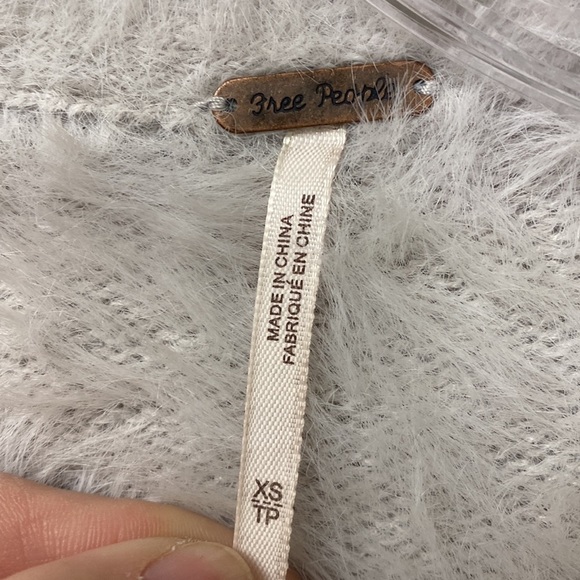 Free People
MADE IN CHINA
FABRIQUÉ EN CHINE
XS
TP